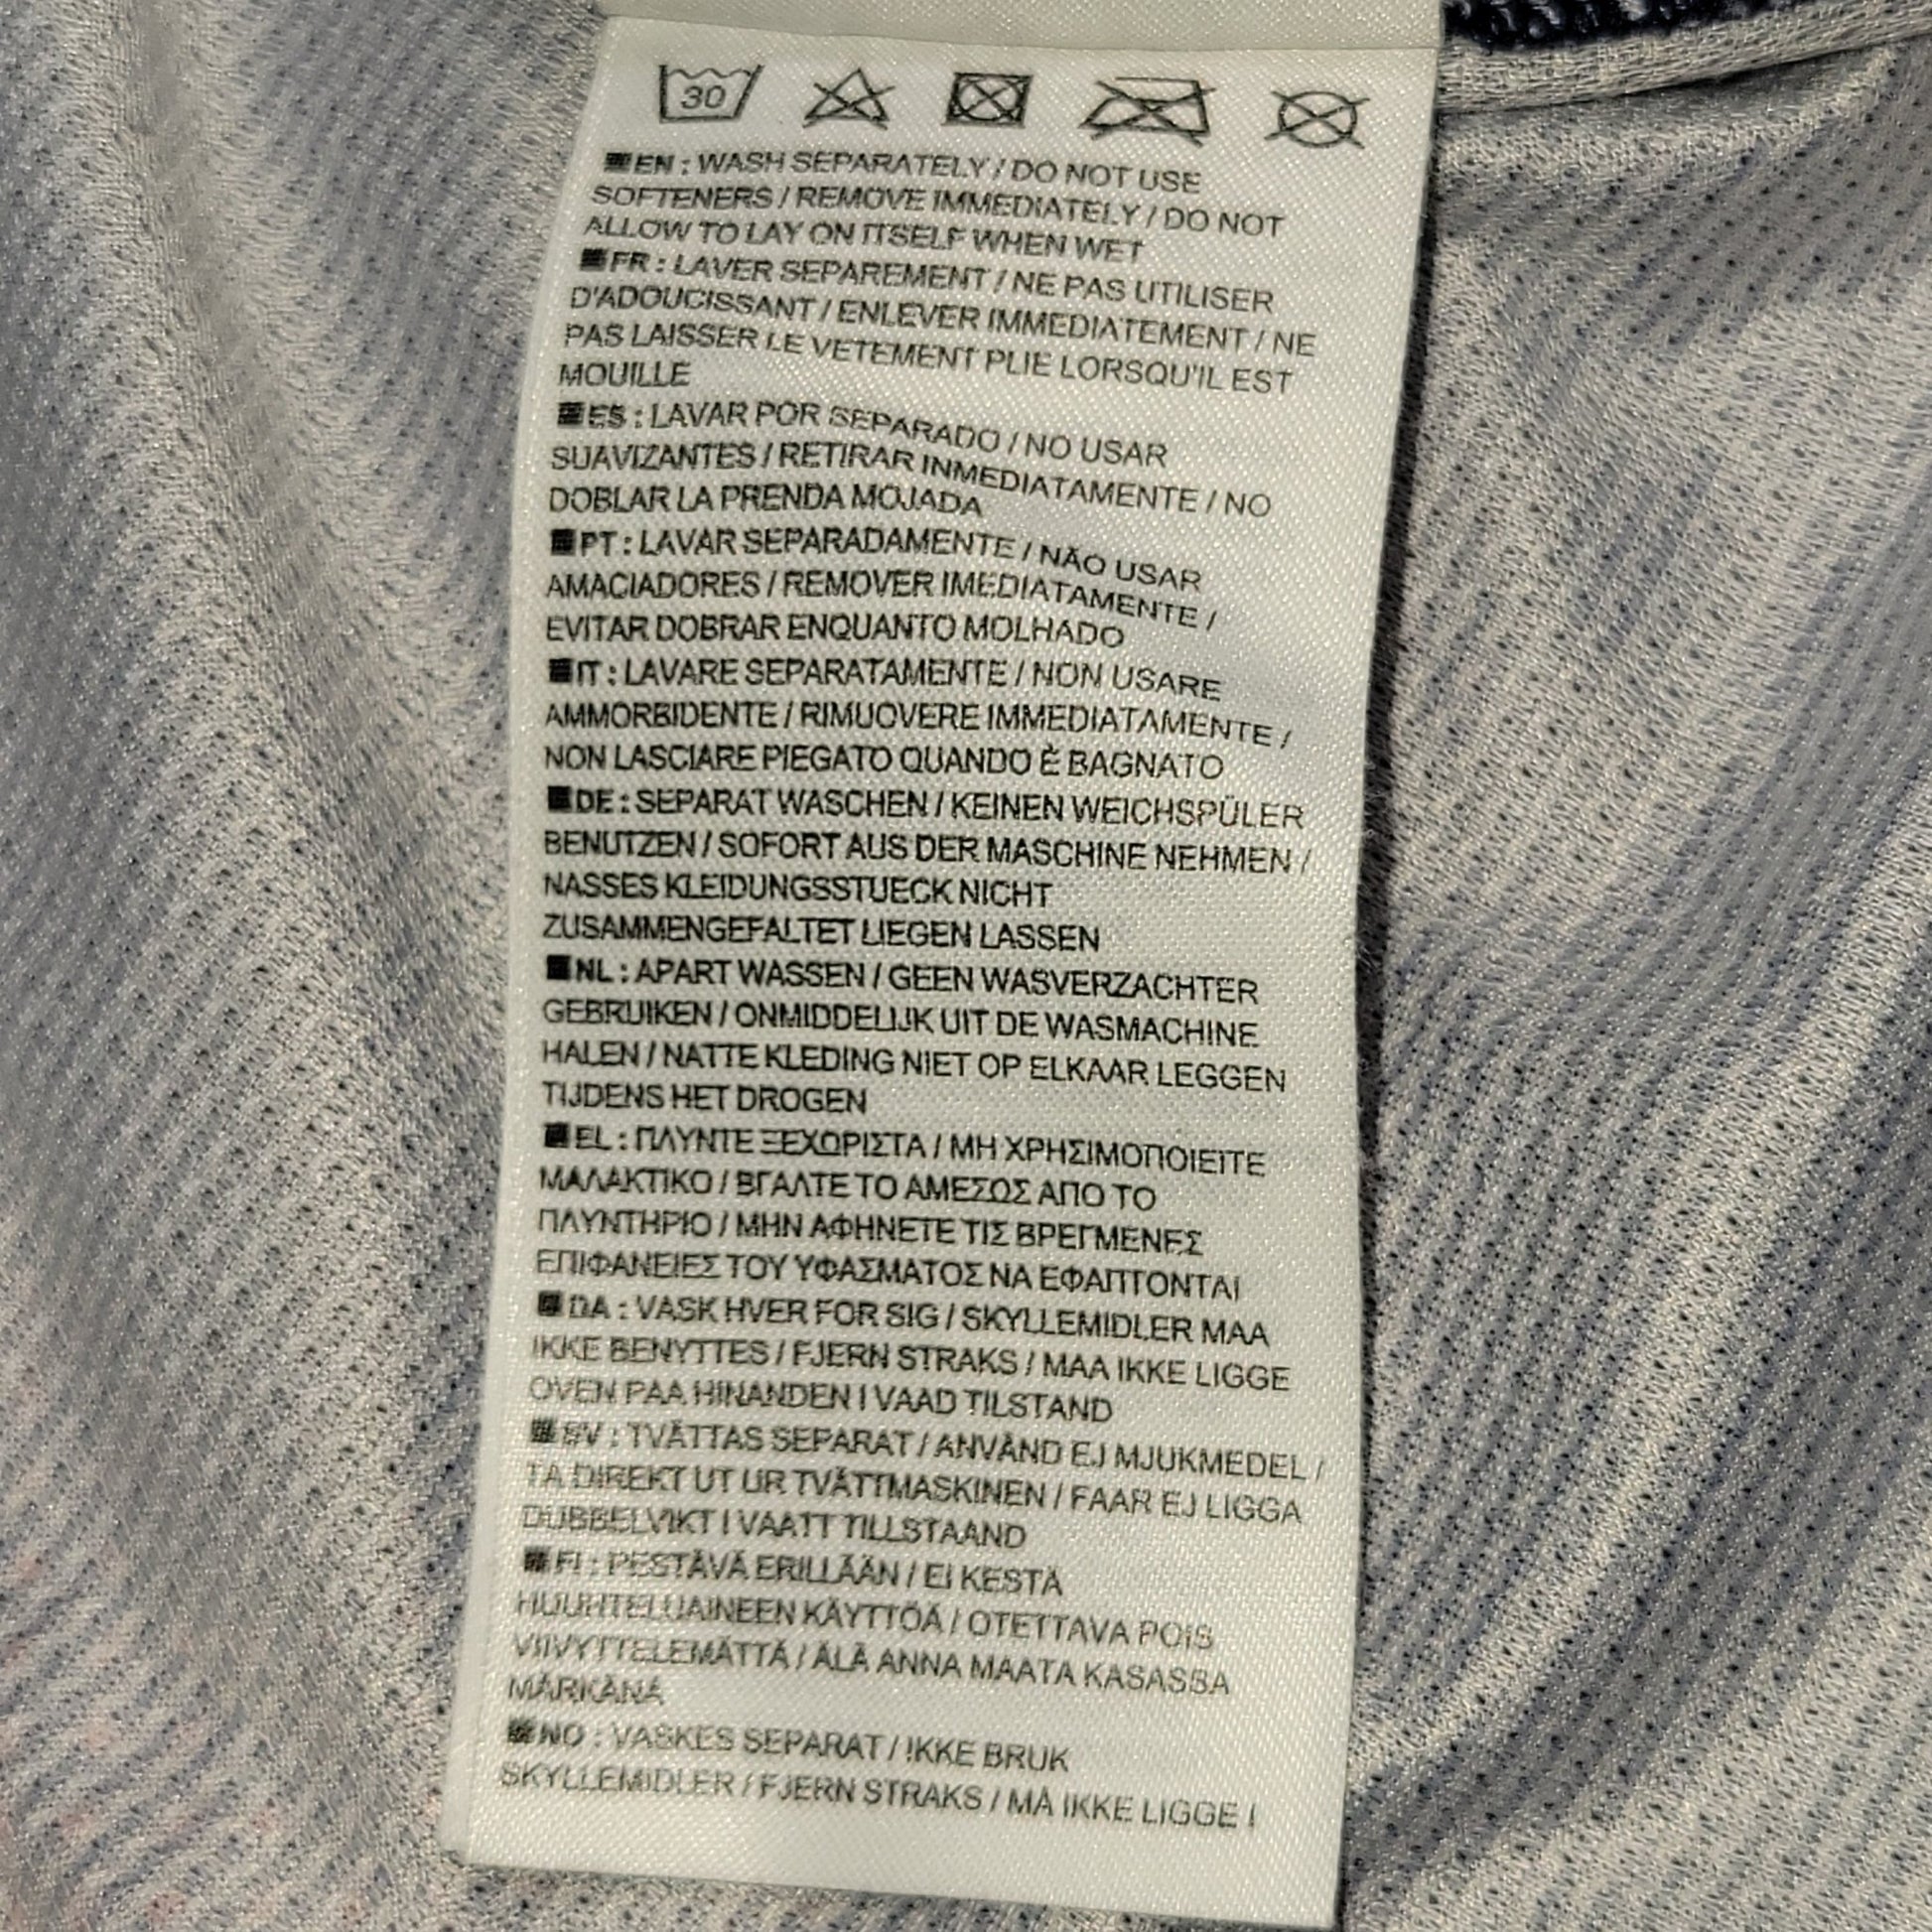 30
EN : WASH SEPARATELY / DO NOT USE
SOFTENERS / REMOVE IMMEDIATELY / DO NOT
ALLOW TO LAY ON ITSELF WHEN WET
FR : LAVER SEPAREMENT / NE PAS UTILISER
D'ADOUCISSANT / ENLEVER IMMEDIATEMENT / NE
PAS LAISSER LE VETEMENT PLIE LORSQU'IL EST
MOUILLE
ES : LAVAR POR SEPARADO / NO USAR
SUAVIZANTES / RETIRAR INMEDIATAMENTE / NO
DOBLAR LA PRENDA MOJADA
PT : LAVAR SEPARADAMENTE / NÃO USAR
AMACIADORES / REMOVER IMEDIATAMENTE /
EVITAR DOBRAR ENQUANTO MOLHADO
IT : LAVARE SEPARATAMENTE / NON USARE
AMMORBIDENTE / RIMUOVERE IMMEDIATAMENTE /
NON LASCIARE PIEGATO QUANDO È BAGNATO
DE : SEPARAT WASCHEN / KEINEN WEICHSPÜLER
BENUTZEN / SOFORT AUS DER MASCHINE NEHMEN /
NASSES KLEIDUNGSSTUECK NICHT
ZUSAMMENGEFALTET LIEGEN LASSEN
NL : APART WASSEN / GEEN WASVERZACHTER
GEBRUIKEN / ONMIDDELIJK UIT DE WASMACHINE
HALEN / NATTE KLEDING NIET OP ELKAAR LEGGEN
TIJDENS HET DROGEN
EL : ΠΛΥΝΤΕ ΞΕΧΩΡΙΣΤΑ / ΜΗ ΧΡΗΣΙΜΟΠΟΙΕΙΤΕ
ΜΑΛΑΚΤΙΚΟ / ΒΓΑΛΤΕ ΤΟ ΑΜΕΣΩΣ ΑΠΟ ΤΟ
ΠΛΥΝΤΗΡΙΟ / ΜΗΝ ΑΦΗΝΕΤΕ ΤΙΣ ΒΡΕΓΜΕΝΕΣ
ΕΠΙΦΑΝΕΙΕΣ ΤΟΥ ΥΦΑΣΜΑΤΟΣ ΝΑ ΕΦΑΠΤΟΝΤΑΙ
DA : VASK HVER FOR SIG / SKYLLEMIDLER MAA
IKKE BENYTTES / FJERN STRAKS / MAA IKKE LIGGE
OVEN PAA HINANDEN I VAAD TILSTAND
SV : TVÄTTAS SEPARAT / ANVÄND EJ MJUKMEDEL /
TA DIREKT UT UR TVÄTTMASKINEN / FAAR EJ LIGGA
DUBBELVIKT I VAATT TILLSTAAND
FI : PESTÄVÄ ERILLÄÄN / EI KESTÄ
HUUHTELUAINEEN KÄYTTÖÄ / OTETTAVA POIS
VIIVYTTELEMÄTTÄ / ÄLÄ ANNA MAATA KASASSA
MÄRKÄNÄ
NO : VASKES SEPARAT / IKKE BRUK
SKYLLEMIDLER / FJERN STRAKS / MÅ IKKE LIGGE I